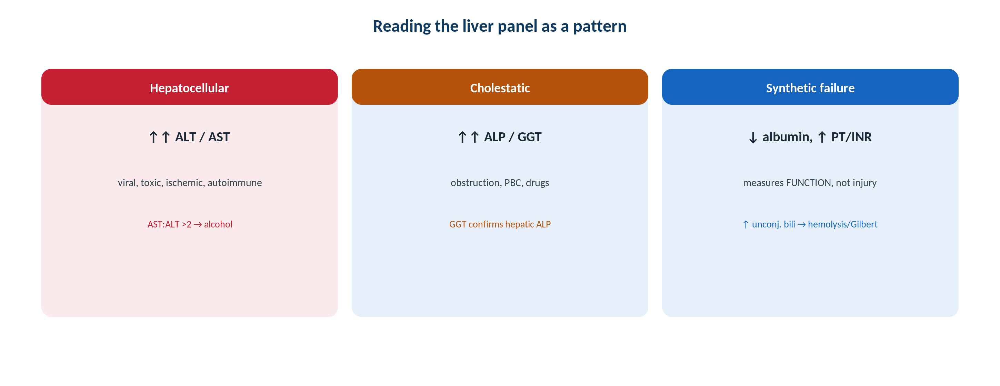 Reading the liver panel as a pattern
Hepatocellular
↑↑ ALT / AST
viral, toxic, ischemic, autoimmune
AST:ALT >2 → alcohol
Cholestatic
↑↑ ALP / GGT
obstruction, PBC, drugs
GGT confirms hepatic ALP
Synthetic failure
↓ albumin, ↑ PT/INR
measures FUNCTION, not injury
↑ unconj. bili → hemolysis/Gilbert